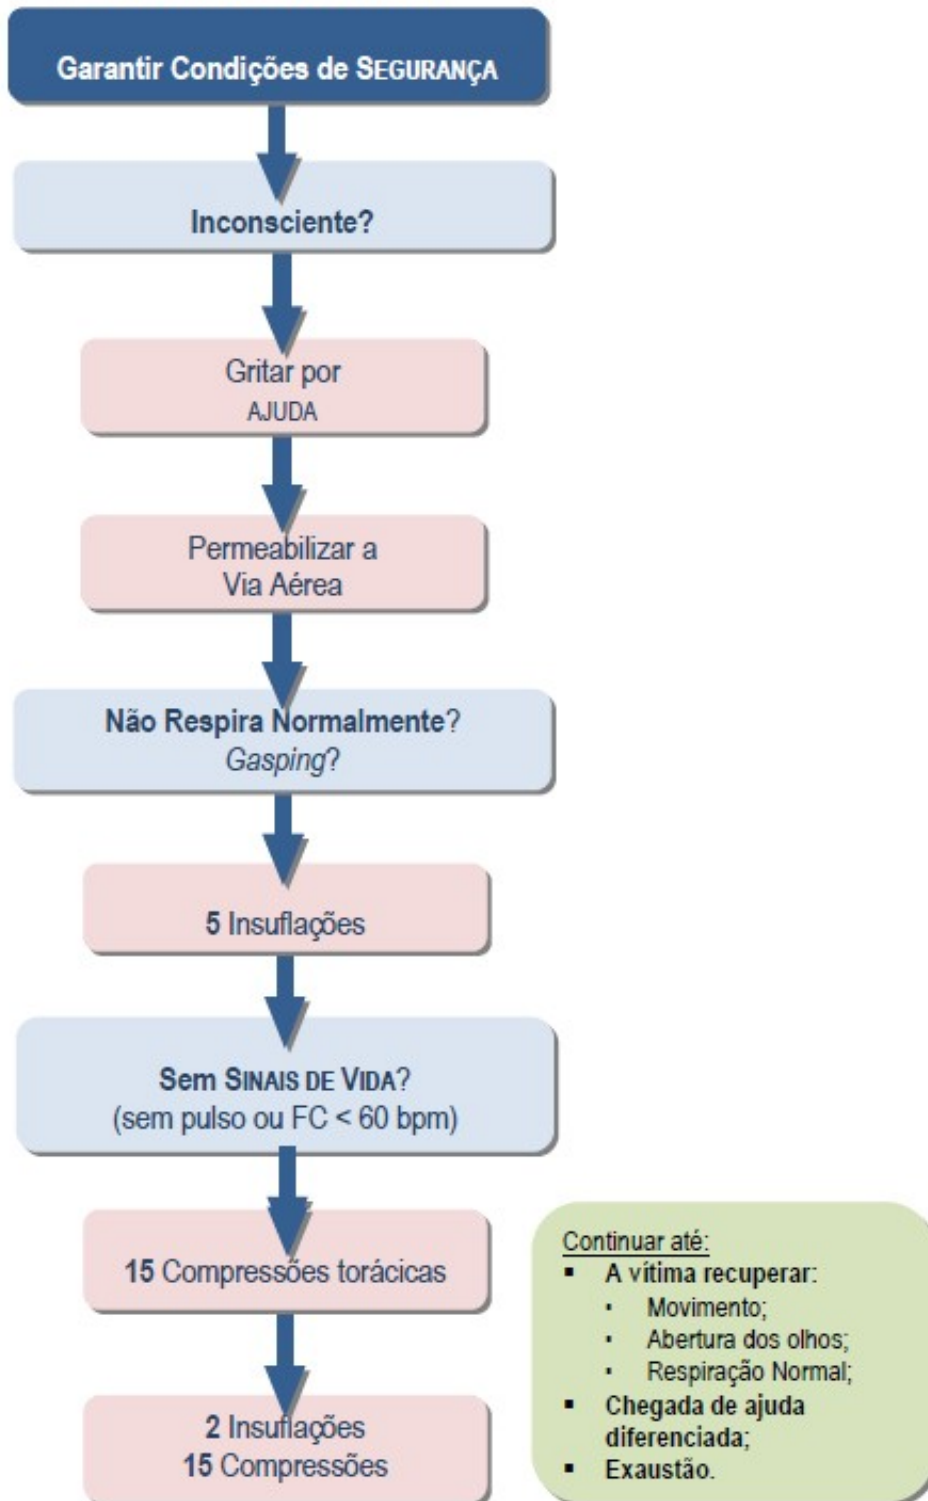 Garantir Condições de SEGURANÇA
Inconsciente?
Gritar por
AJUDA
Permeabilizar a
Via Aérea
Não Respira Normalmente?
Gasping?
5 Insuflações
Sem SINAIS DE VIDA?
(sem pulso ou FC < 60 bpm)
15 Compressões torácicas
2 Insuflações
15 Compressões
Continuar até:
▪ A vítima recuperar:
▪ Movimento;
▪ Abertura dos olhos;
▪ Respiração Normal;
▪ Chegada de ajuda
diferenciada;
▪ Exaustão.